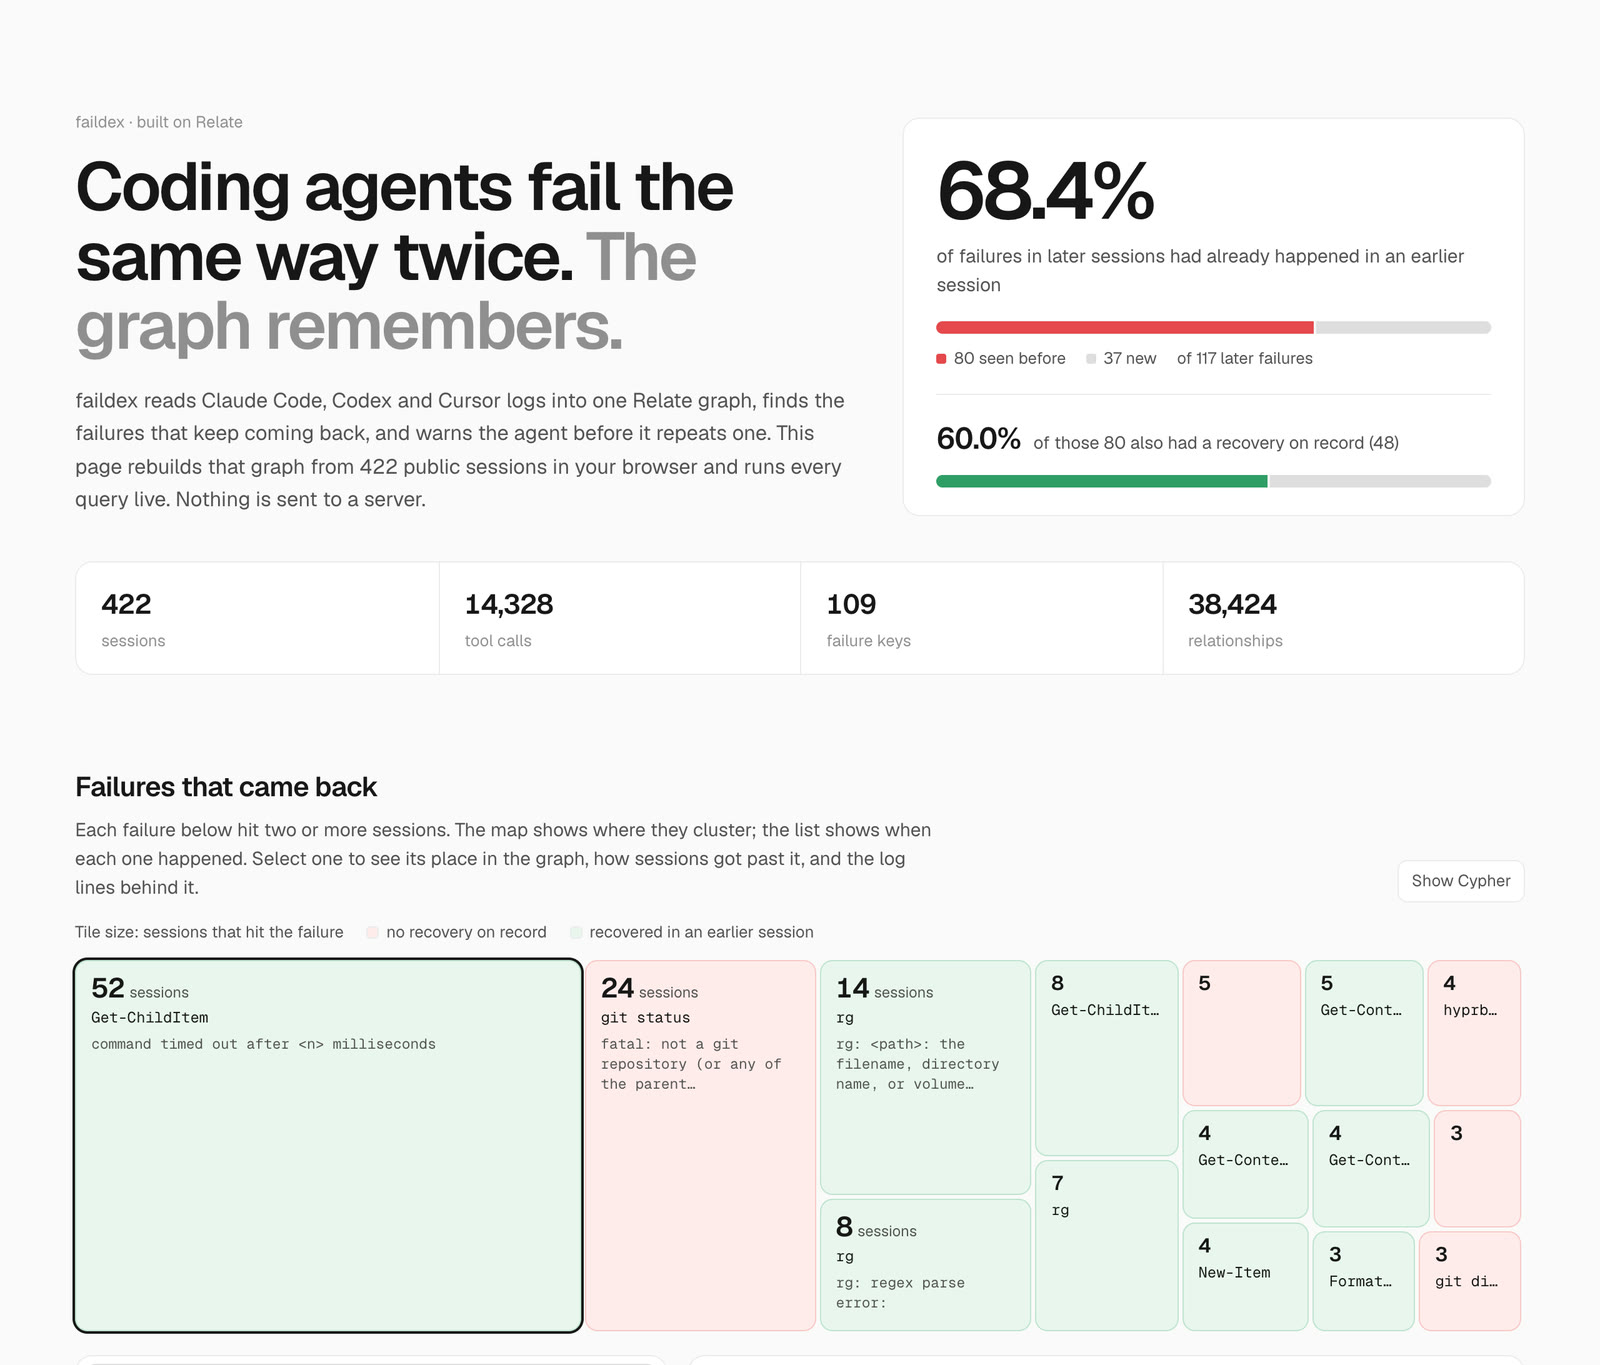 faildex · built on Relate
Coding agents fail the
same way twice. The
graph remembers.
faildex reads Claude Code, Codex and Cursor logs into one Relate graph, finds the
failures that keep coming back, and warns the agent before it repeats one. This
page rebuilds that graph from 422 public sessions in your browser and runs every
query live. Nothing is sent to a server.
68.4%
of failures in later sessions had already happened in an earlier
session
80 seen before 37 new of 117 later failures
60.0% of those 80 also had a recovery on record (48)
422
sessions
14,328
tool calls
109
failure keys
38,424
relationships
Failures that came back
Each failure below hit two or more sessions. The map shows where they cluster; the list shows when
each one happened. Select one to see its place in the graph, how sessions got past it, and the log
lines behind it.
Show Cypher
Tile size: sessions that hit the failure no recovery on record recovered in an earlier session
52 sessions
Get-ChildItem
command timed out after <n> milliseconds
24 sessions
git status
fatal: not a git
repository (or any of
the parent…
14 sessions
rg
rg: <path>: the
filename, directory
name, or volume…
8 sessions
rg
rg: regex parse
error:
8
Get-ChildIt…
7
rg
5
5
Get-Cont…
4
hyprb…
4
Get-Conte…
4
Get-Cont…
3
4
New-Item
3
Format…
3
git di…